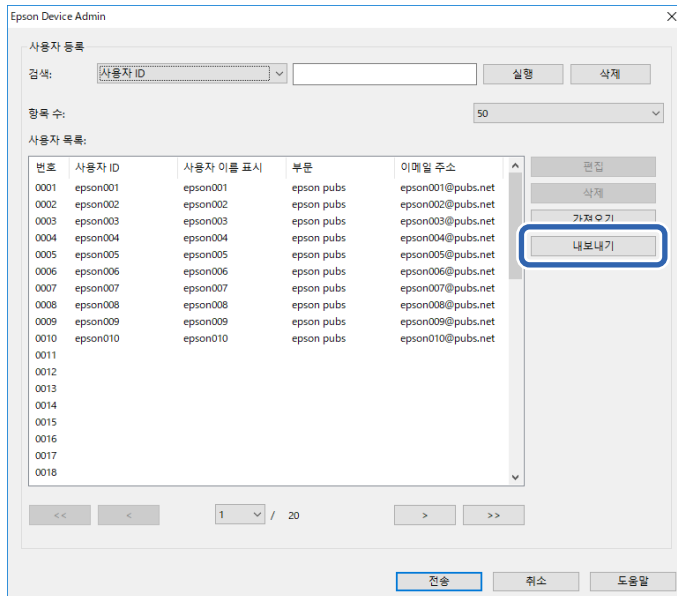 Epson Device Admin
사용자 등록
검색: 사용자 ID 실행 삭제
항목 수: 50
사용자 목록:
번호 사용자 ID 사용자 이름 표시 부문 이메일 주소 편집
0001 epson001 epson001 epson pubs epson001@pubs.net
0002 epson002 epson002 epson pubs epson002@pubs.net 삭제
0003 epson003 epson003 epson pubs epson003@pubs.net 가져오기
0004 epson004 epson004 epson pubs epson004@pubs.net 내보내기
0005 epson005 epson005 epson pubs epson005@pubs.net
0006 epson006 epson006 epson pubs epson006@pubs.net
0007 epson007 epson007 epson pubs epson007@pubs.net
0008 epson008 epson008 epson pubs epson008@pubs.net
0009 epson009 epson009 epson pubs epson009@pubs.net
0010 epson010 epson010 epson pubs epson010@pubs.net
0011
0012
0013
0014
0015
0016
0017
0018
<< < 1 / 20 > >>
전송 취소 도움말